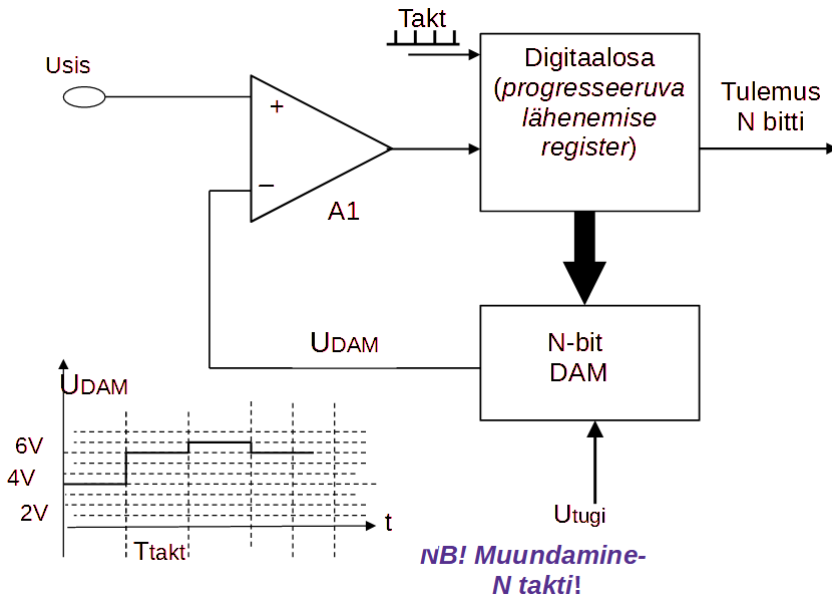 Takt
Usis
Digitaalosa
(progresseeruva
lähenemise
register)
Tulemus
N bitti
+
−
A1
UDAM
N-bit
DAM
UDAM
6V
4V
2V
t
Ttakt
Utugi
NB! Muundamine-
N takti!